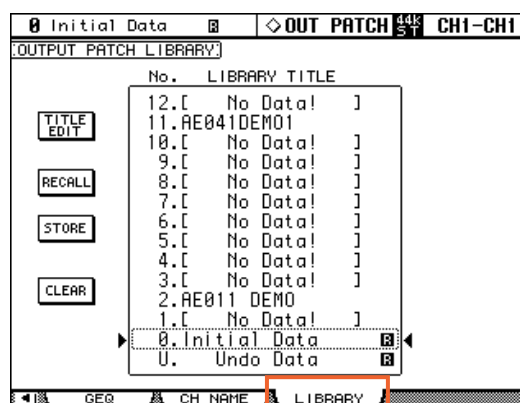 0 Initial Data R ◇OUT PATCH 44K ST CH1-CH1
OUTPUT PATCH LIBRARY
No. LIBRARY TITLE
12.[ No Data! ]
11.AE041DEMO1
10.[ No Data! ]
9.[ No Data! ]
8.[ No Data! ]
7.[ No Data! ]
6.[ No Data! ]
5.[ No Data! ]
4.[ No Data! ]
3.[ No Data! ]
2.AE011 DEMO
1.[ No Data! ]
0.Initial Data R
U. Undo Data R
TITLE EDIT
RECALL
STORE
CLEAR
GEQ CH NAME LIBRARY